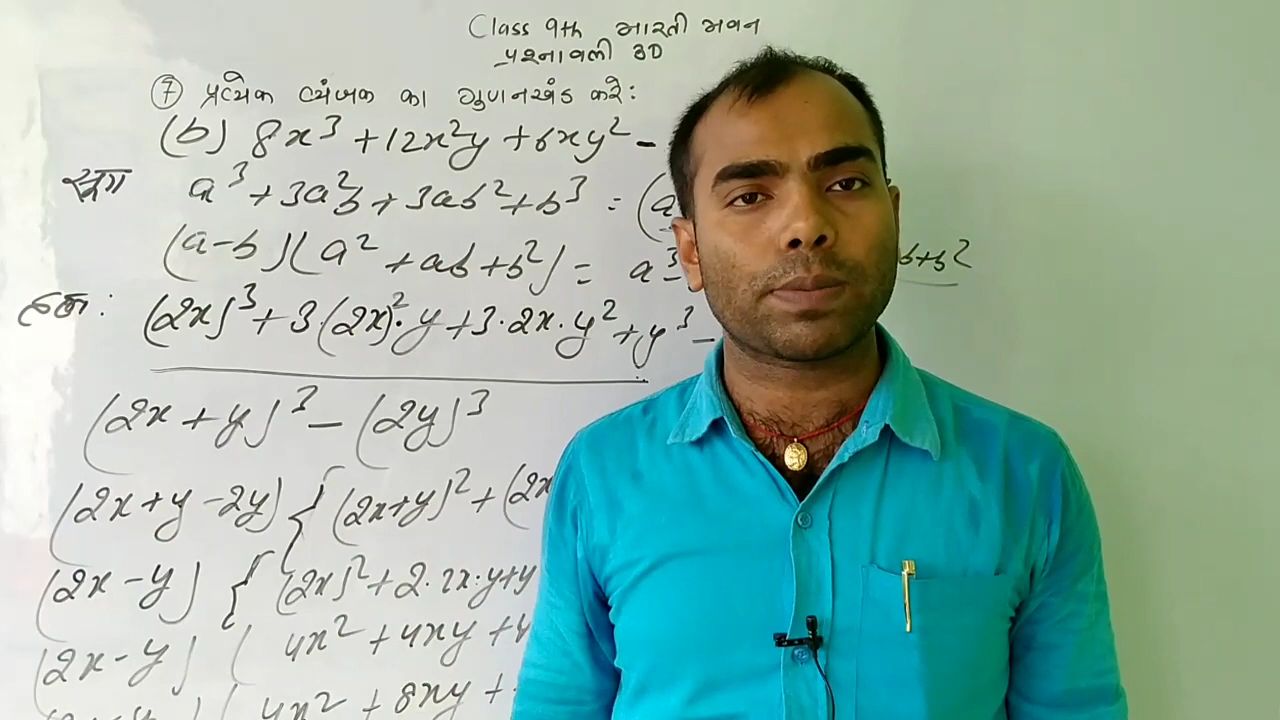 Class 9th भारती भवन
प्रश्नावली 3D
⑦ प्रत्येक व्यंजक का गुणनखंड करें:
(b) 8x³ + 12x²y + 6xy² -
सूत्र a³ + 3a²b + 3ab² + b³ = (a
(a-b)(a² + ab + b²) = a³- b+b²
हल: (2x)³ + 3·(2x)²·y + 3·2x·y² + y³ -
(2x + y)³ - (2y)³
(2x + y - 2y) { (2x+y)² + (2x
(2x - y) { (2x)² + 2·2x·y + y
(2x - y) ( 4x² + 4xy + y
( 4x² + 8xy +